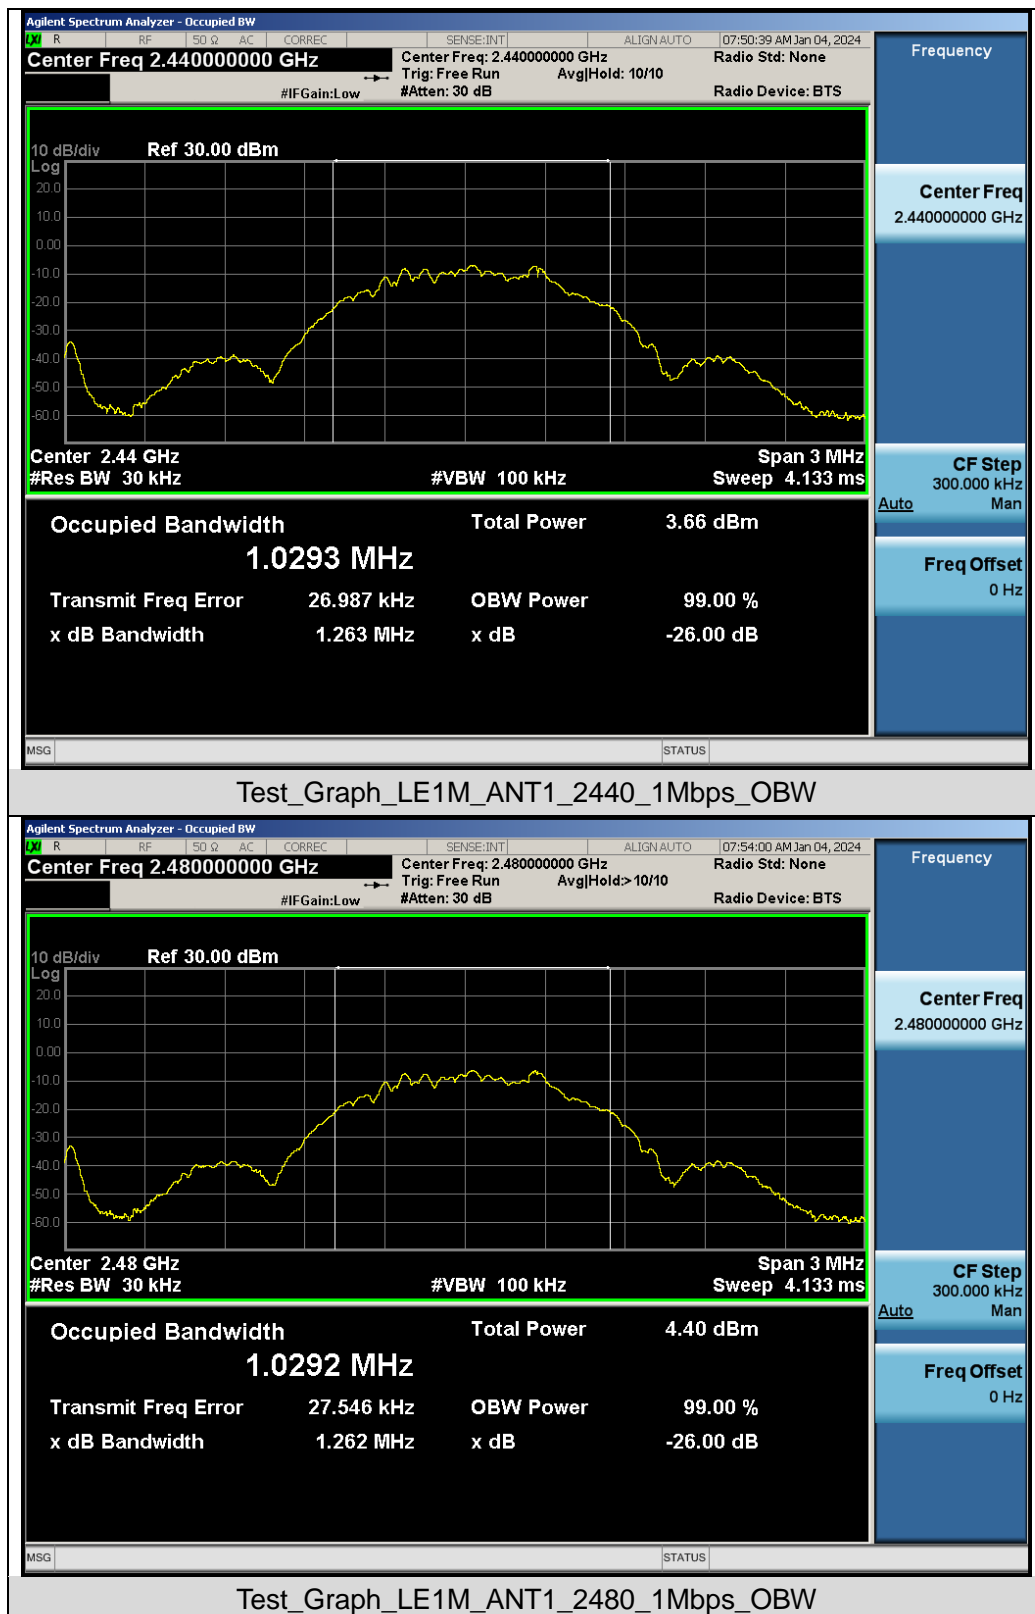 Agilent Spectrum Analyzer - Occupied BW
LXI R RF 50 Ω AC CORREC SENSE:INT ALIGN AUTO 07:50:39 AM Jan 04, 2024
Center Freq 2.440000000 GHz
Center Freq: 2.440000000 GHz Radio Std: None
Trig: Free Run Avg|Hold: 10/10
#IFGain:Low #Atten: 30 dB Radio Device: BTS
10 dB/div Ref 30.00 dBm
Log
20.0
10.0
0.00
-10.0
-20.0
-30.0
-40.0
-50.0
-60.0
Center 2.44 GHz Span 3 MHz
#Res BW 30 kHz #VBW 100 kHz Sweep 4.133 ms
Occupied Bandwidth Total Power 3.66 dBm
1.0293 MHz
Transmit Freq Error 26.987 kHz OBW Power 99.00 %
x dB Bandwidth 1.263 MHz x dB -26.00 dB
MSG STATUS
Frequency
Center Freq
2.440000000 GHz
CF Step
300.000 kHz
Auto Man
Freq Offset
0 Hz
Test_Graph_LE1M_ANT1_2440_1Mbps_OBW
Agilent Spectrum Analyzer - Occupied BW
LXI R RF 50 Ω AC CORREC SENSE:INT ALIGN AUTO 07:54:00 AM Jan 04, 2024
Center Freq 2.480000000 GHz
Center Freq: 2.480000000 GHz Radio Std: None
Trig: Free Run Avg|Hold:>10/10
#IFGain:Low #Atten: 30 dB Radio Device: BTS
10 dB/div Ref 30.00 dBm
Log
20.0
10.0
0.00
-10.0
-20.0
-30.0
-40.0
-50.0
-60.0
Center 2.48 GHz Span 3 MHz
#Res BW 30 kHz #VBW 100 kHz Sweep 4.133 ms
Occupied Bandwidth Total Power 4.40 dBm
1.0292 MHz
Transmit Freq Error 27.546 kHz OBW Power 99.00 %
x dB Bandwidth 1.262 MHz x dB -26.00 dB
MSG STATUS
Frequency
Center Freq
2.480000000 GHz
CF Step
300.000 kHz
Auto Man
Freq Offset
0 Hz
Test_Graph_LE1M_ANT1_2480_1Mbps_OBW